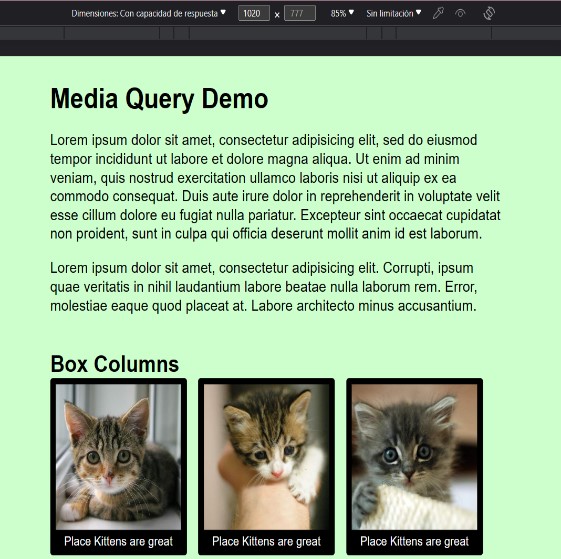 Dimensiones: Con capacidad de respuesta ▼ 1020 x 777 85% ▼ Sin limitación ▼
Media Query Demo
Lorem ipsum dolor sit amet, consectetur adipisicing elit, sed do eiusmod
tempor incididunt ut labore et dolore magna aliqua. Ut enim ad minim
veniam, quis nostrud exercitation ullamco laboris nisi ut aliquip ex ea
commodo consequat. Duis aute irure dolor in reprehenderit in voluptate velit
esse cillum dolore eu fugiat nulla pariatur. Excepteur sint occaecat cupidatat
non proident, sunt in culpa qui officia deserunt mollit anim id est laborum.
Lorem ipsum dolor sit amet, consectetur adipisicing elit. Corrupti, ipsum
quae veritatis in nihil laudantium labore beatae nulla laborum rem. Error,
molestiae eaque quod placeat at. Labore architecto minus accusantium.
Box Columns
Place Kittens are great Place Kittens are great Place Kittens are great